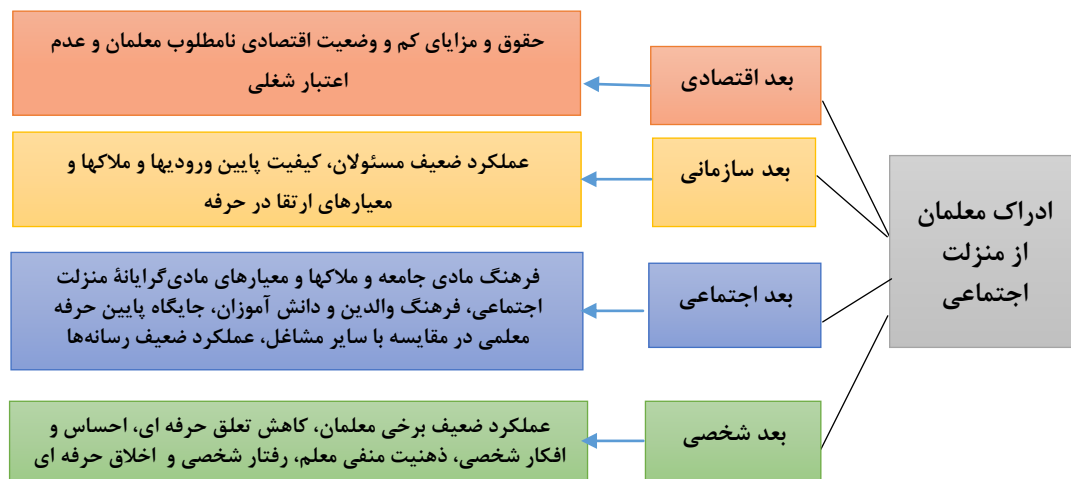 ادراک معلمان
از منزلت
اجتماعی
بعد اقتصادی
حقوق و مزایای کم و وضعیت اقتصادی نامطلوب معلمان و عدم
اعتبار شغلی
بعد سازمانی
عملکرد ضعیف مسئولان، کیفیت پایین ورودیها و ملاکها و
معیارهای ارتقا در حرفه
بعد اجتماعی
فرهنگ مادی جامعه و ملاکها و معیارهای مادی‌گرایانۀ منزلت
اجتماعی، فرهنگ والدین و دانش آموزان، جایگاه پایین حرفه
معلمی در مقایسه با سایر مشاغل، عملکرد ضعیف رسانه‌ها
بعد شخصی
عملکرد ضعیف برخی معلمان، کاهش تعلق حرفه ای، احساس و
افکار شخصی، ذهنیت منفی معلم، رفتار شخصی و اخلاق حرفه ای